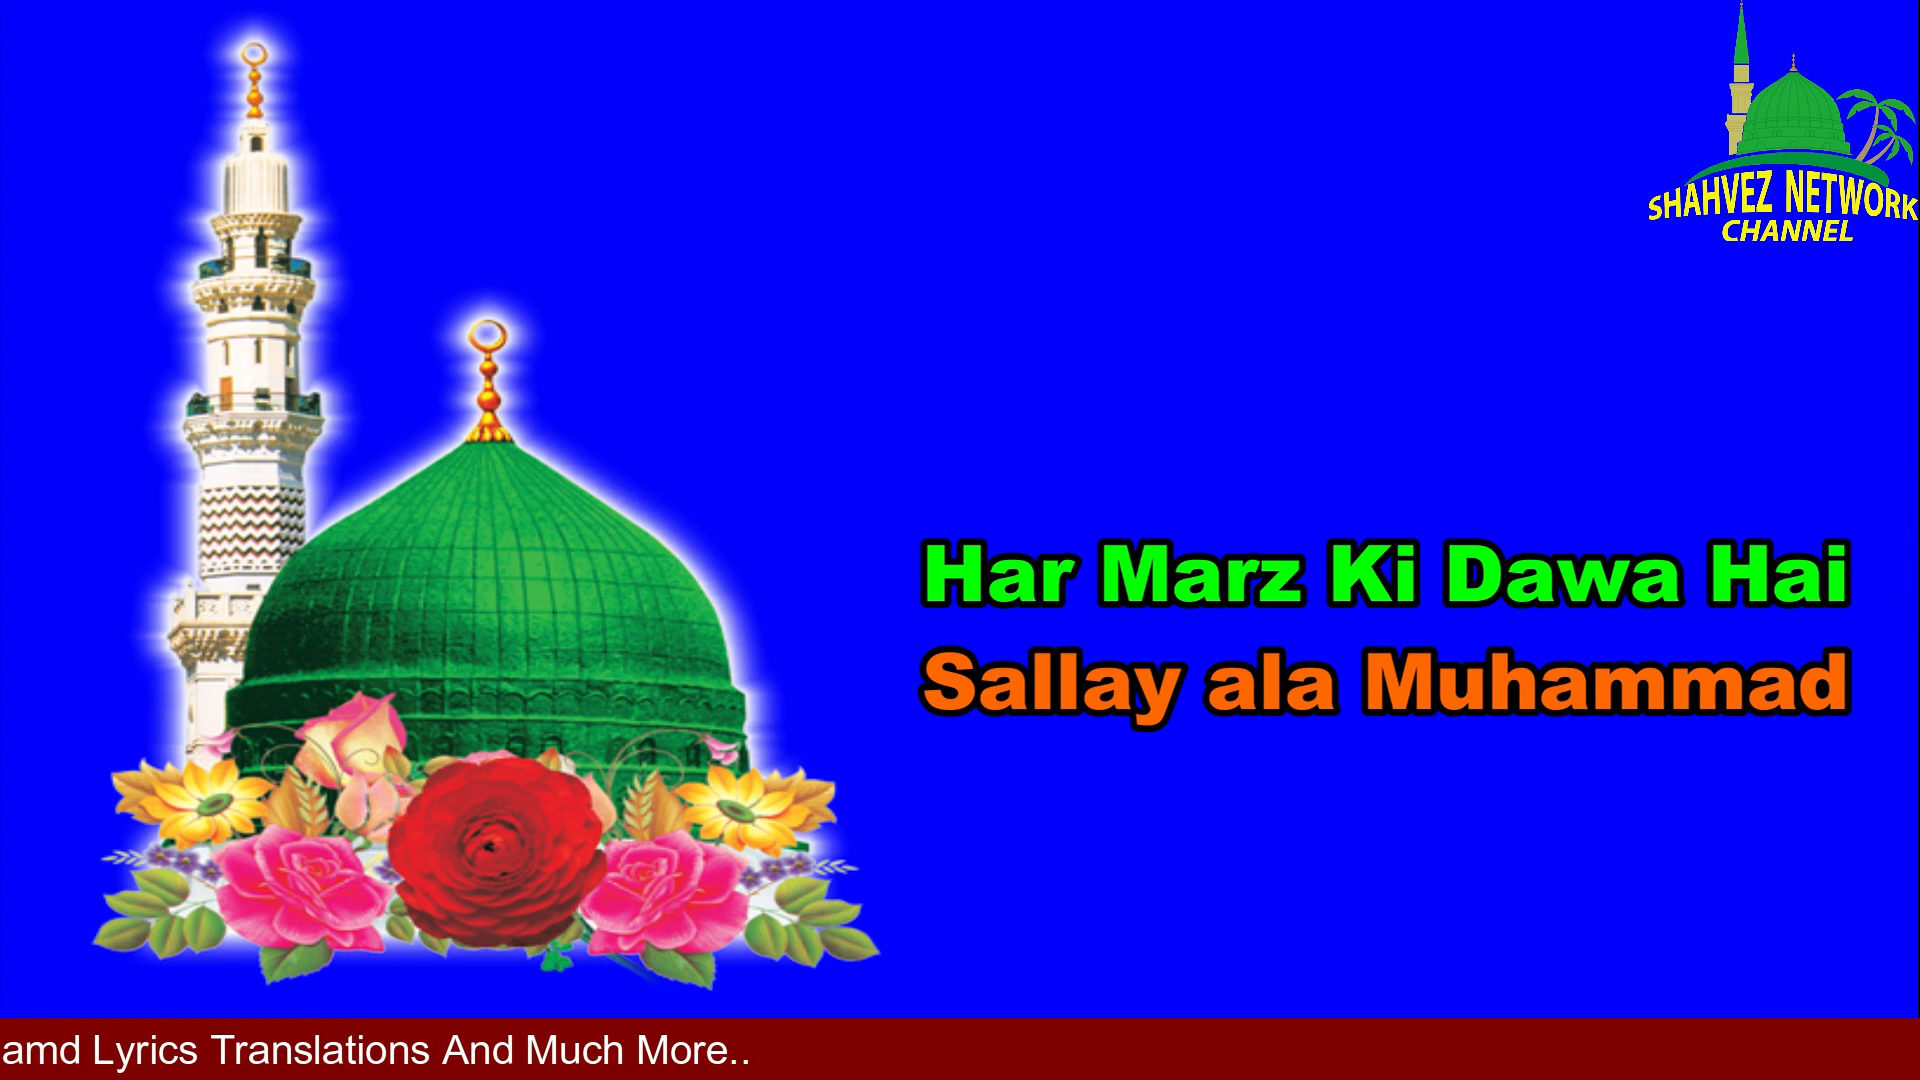 SHAHVEZ NETWORK
CHANNEL
Har Marz Ki Dawa Hai
Sallay ala Muhammad
amd Lyrics Translations And Much More..